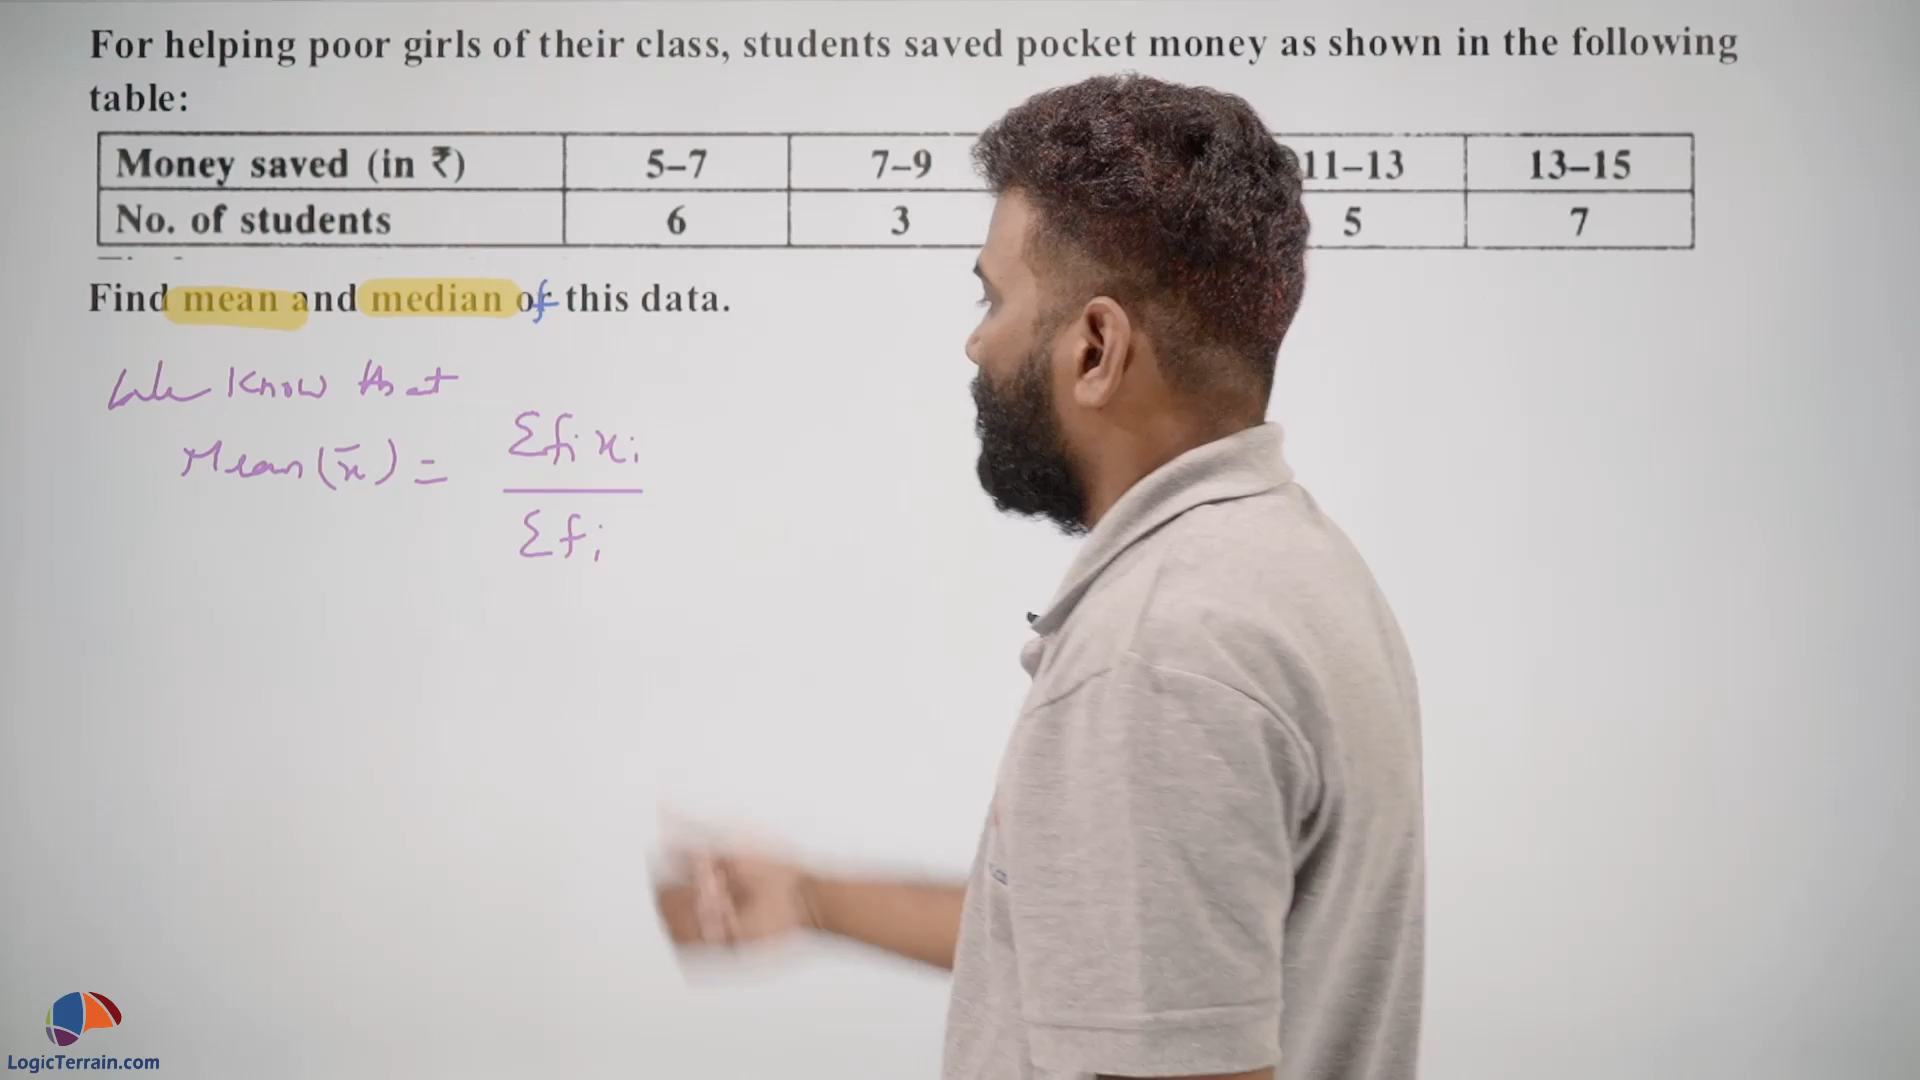 For helping poor girls of their class, students saved pocket money as shown in the following
table:
Money saved (in ₹) 5–7 7–9 11–13 13–15
No. of students 6 3 5 7
Find mean and median of this data.
We know that
Mean (x̄) = Σfᵢxᵢ
Σfᵢ
LogicTerrain.com